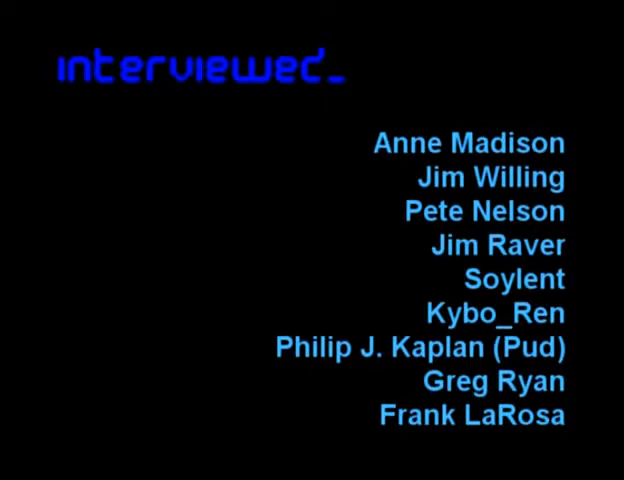 interviewed_
Anne Madison
Jim Willing
Pete Nelson
Jim Raver
Soylent
Kybo_Ren
Philip J. Kaplan (Pud)
Greg Ryan
Frank LaRosa